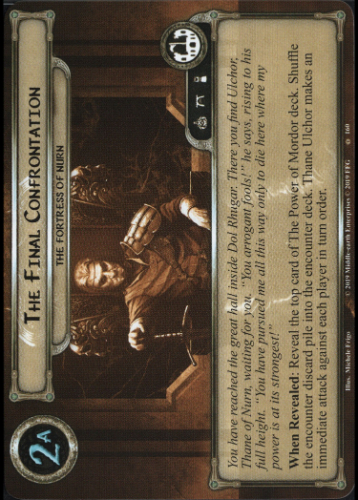 2A
THE FINAL CONFRONTATION
THE FORTRESS OF NURN
You have reached the great hall inside Dol Rhugar. There you find Ulchor,
Thane of Nurn, waiting for you. “You arrogant fools!” he says, rising to his
full height. “You have pursued me all this way only to die here where my
power is at its strongest!”
When Revealed: Reveal the top card of The Power of Mordor deck. Shuffle
the encounter discard pile into the encounter deck. Thane Ulchor makes an
immediate attack against each player in turn order.
Illus. Michele Frigo © 2019 Middle-earth Enterprises © 2019 FFG 160